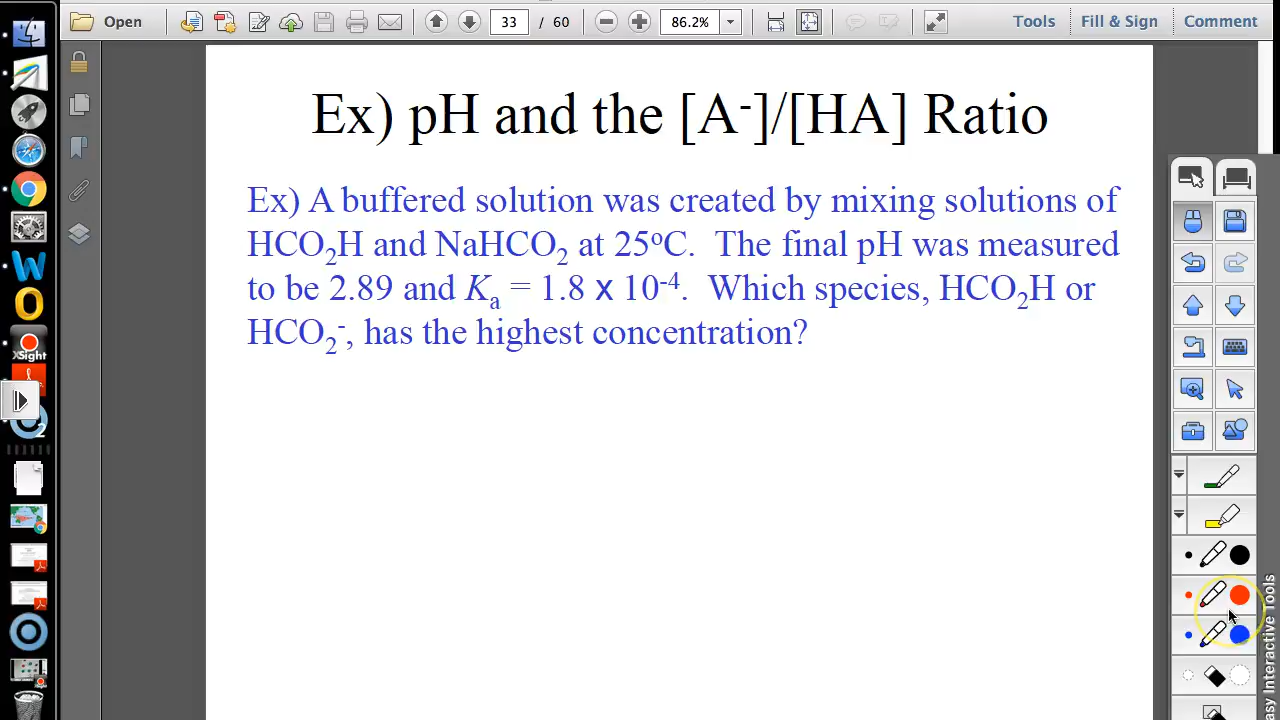 Open 33 / 60 86.2% Tools Fill & Sign Comment
Ex) pH and the [A⁻]/[HA] Ratio
Ex) A buffered solution was created by mixing solutions of
HCO₂H and NaHCO₂ at 25ºC. The final pH was measured
to be 2.89 and Kₐ = 1.8 x 10⁻⁴. Which species, HCO₂H or
HCO₂⁻, has the highest concentration?
XSight
2
esy Interactive Tools